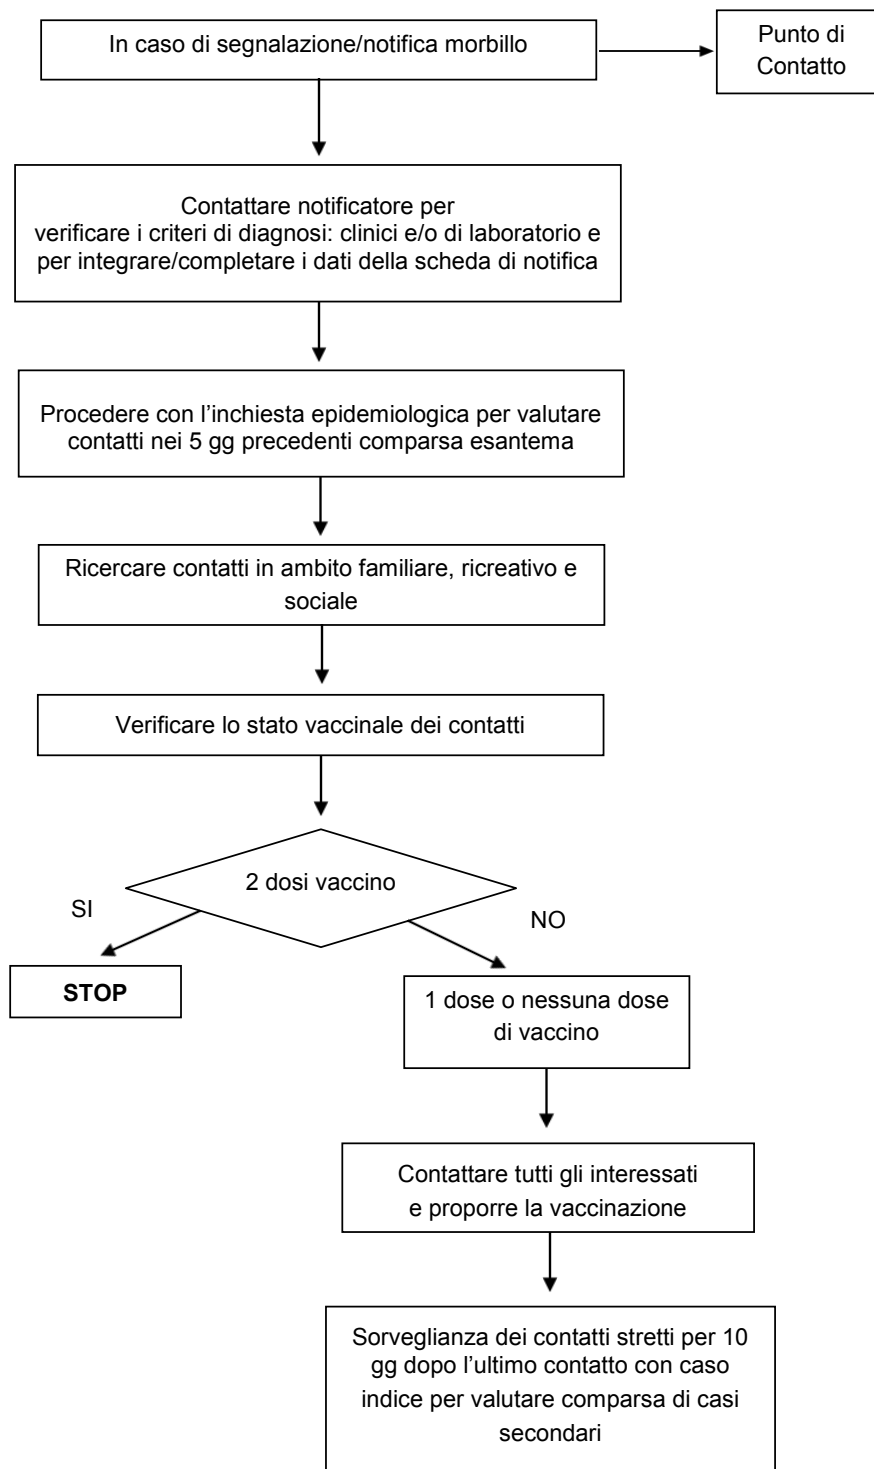 In caso di segnalazione/notifica morbillo
Punto di
Contatto
Contattare notificatore per
verificare i criteri di diagnosi: clinici e/o di laboratorio e
per integrare/completare i dati della scheda di notifica
Procedere con l'inchiesta epidemiologica per valutare
contatti nei 5 gg precedenti comparsa esantema
Ricercare contatti in ambito familiare, ricreativo e
sociale
Verificare lo stato vaccinale dei contatti
2 dosi vaccino
SI
NO
STOP
1 dose o nessuna dose
di vaccino
Contattare tutti gli interessati
e proporre la vaccinazione
Sorveglianza dei contatti stretti per 10
gg dopo l'ultimo contatto con caso
indice per valutare comparsa di casi
secondari